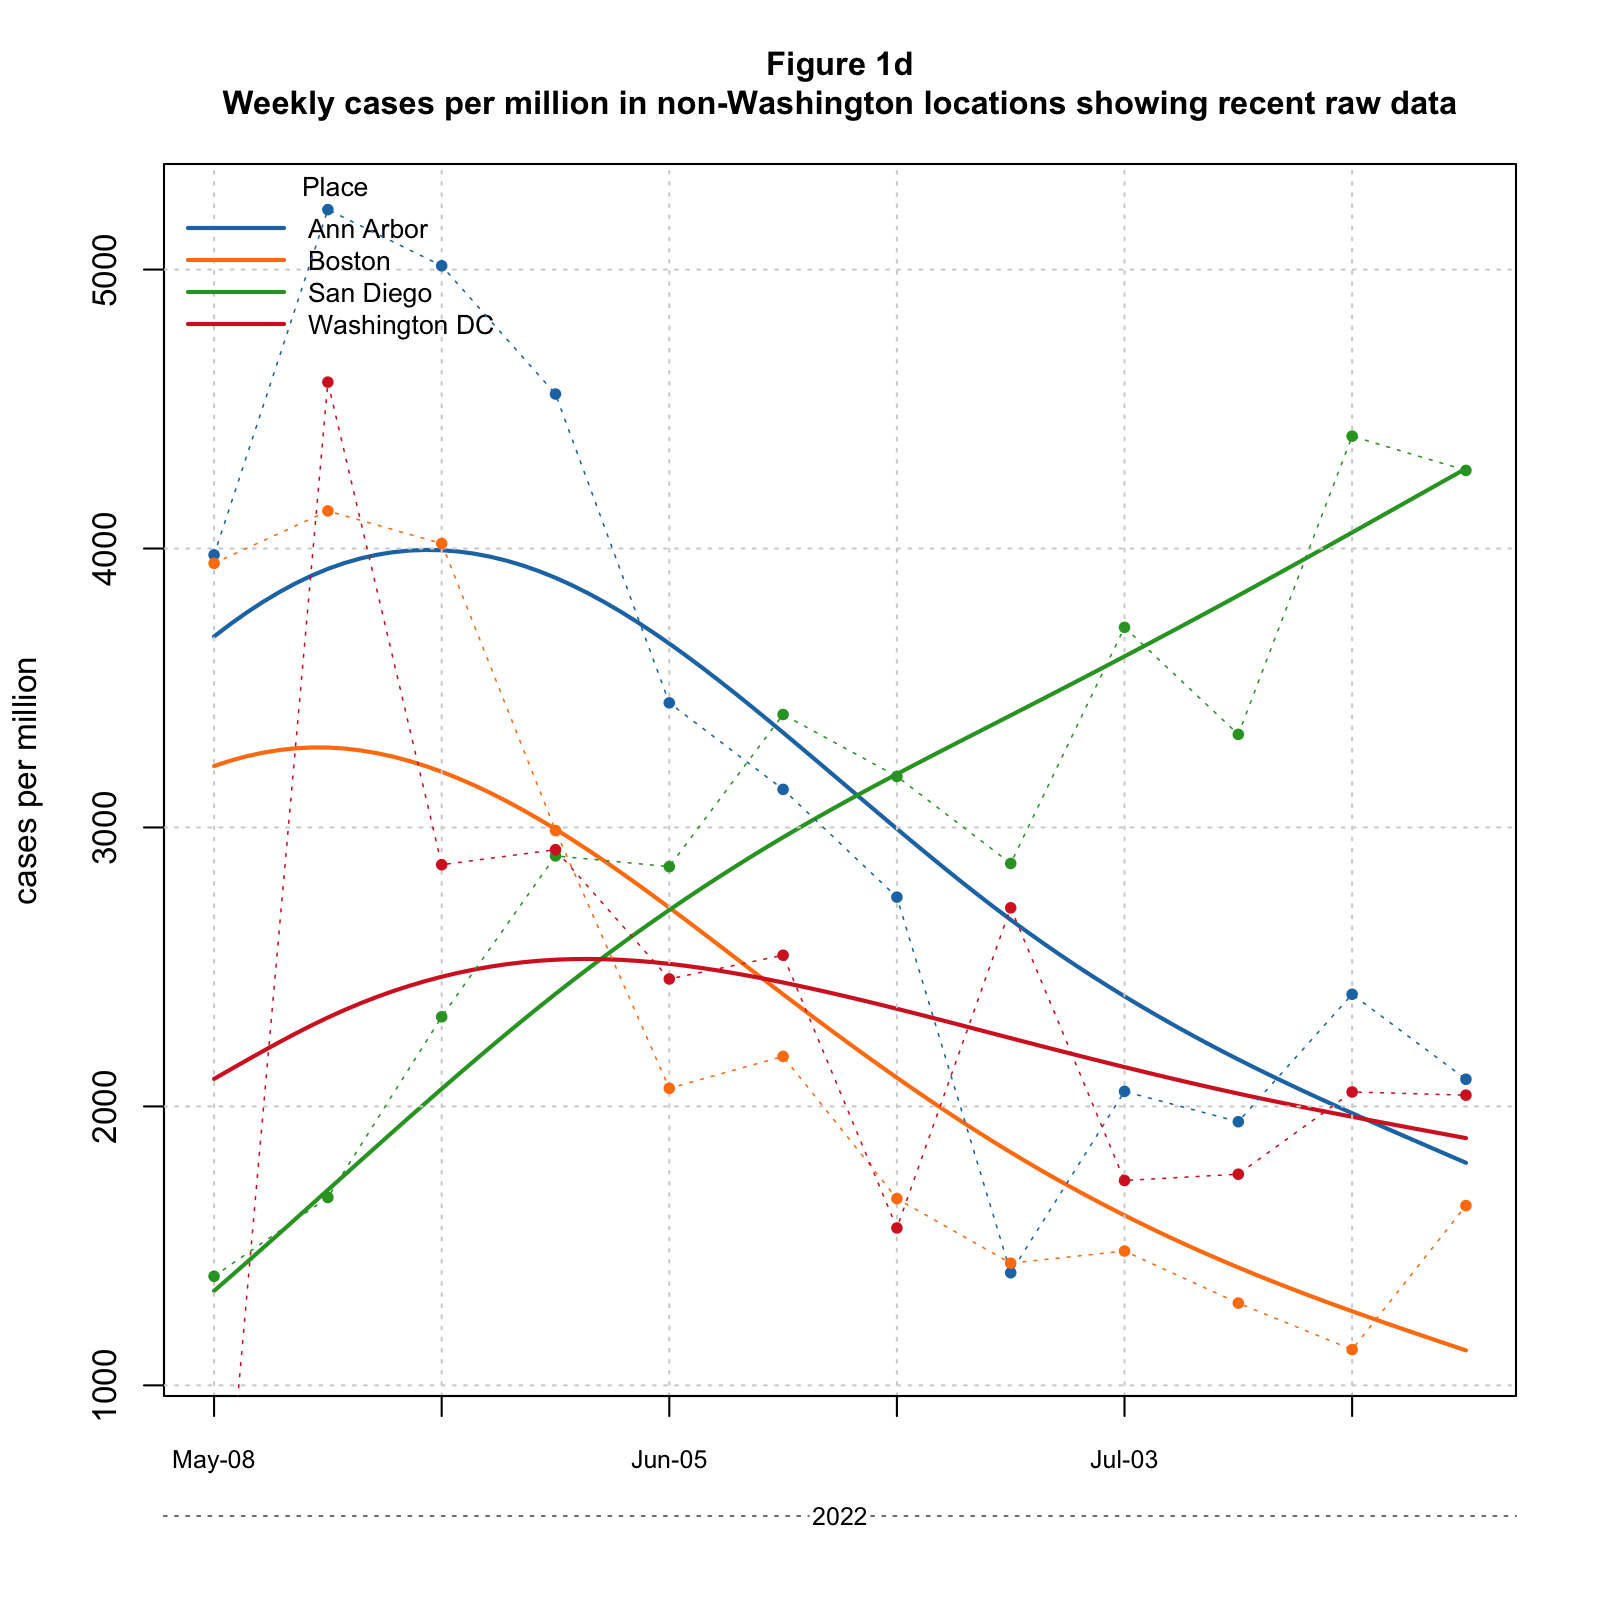 Figure 1d
Weekly cases per million in non-Washington locations showing recent raw data
Place
Ann Arbor
Boston
San Diego
Washington DC
cases per million
5000
4000
3000
2000
1000
May-08
Jun-05
Jul-03
2022